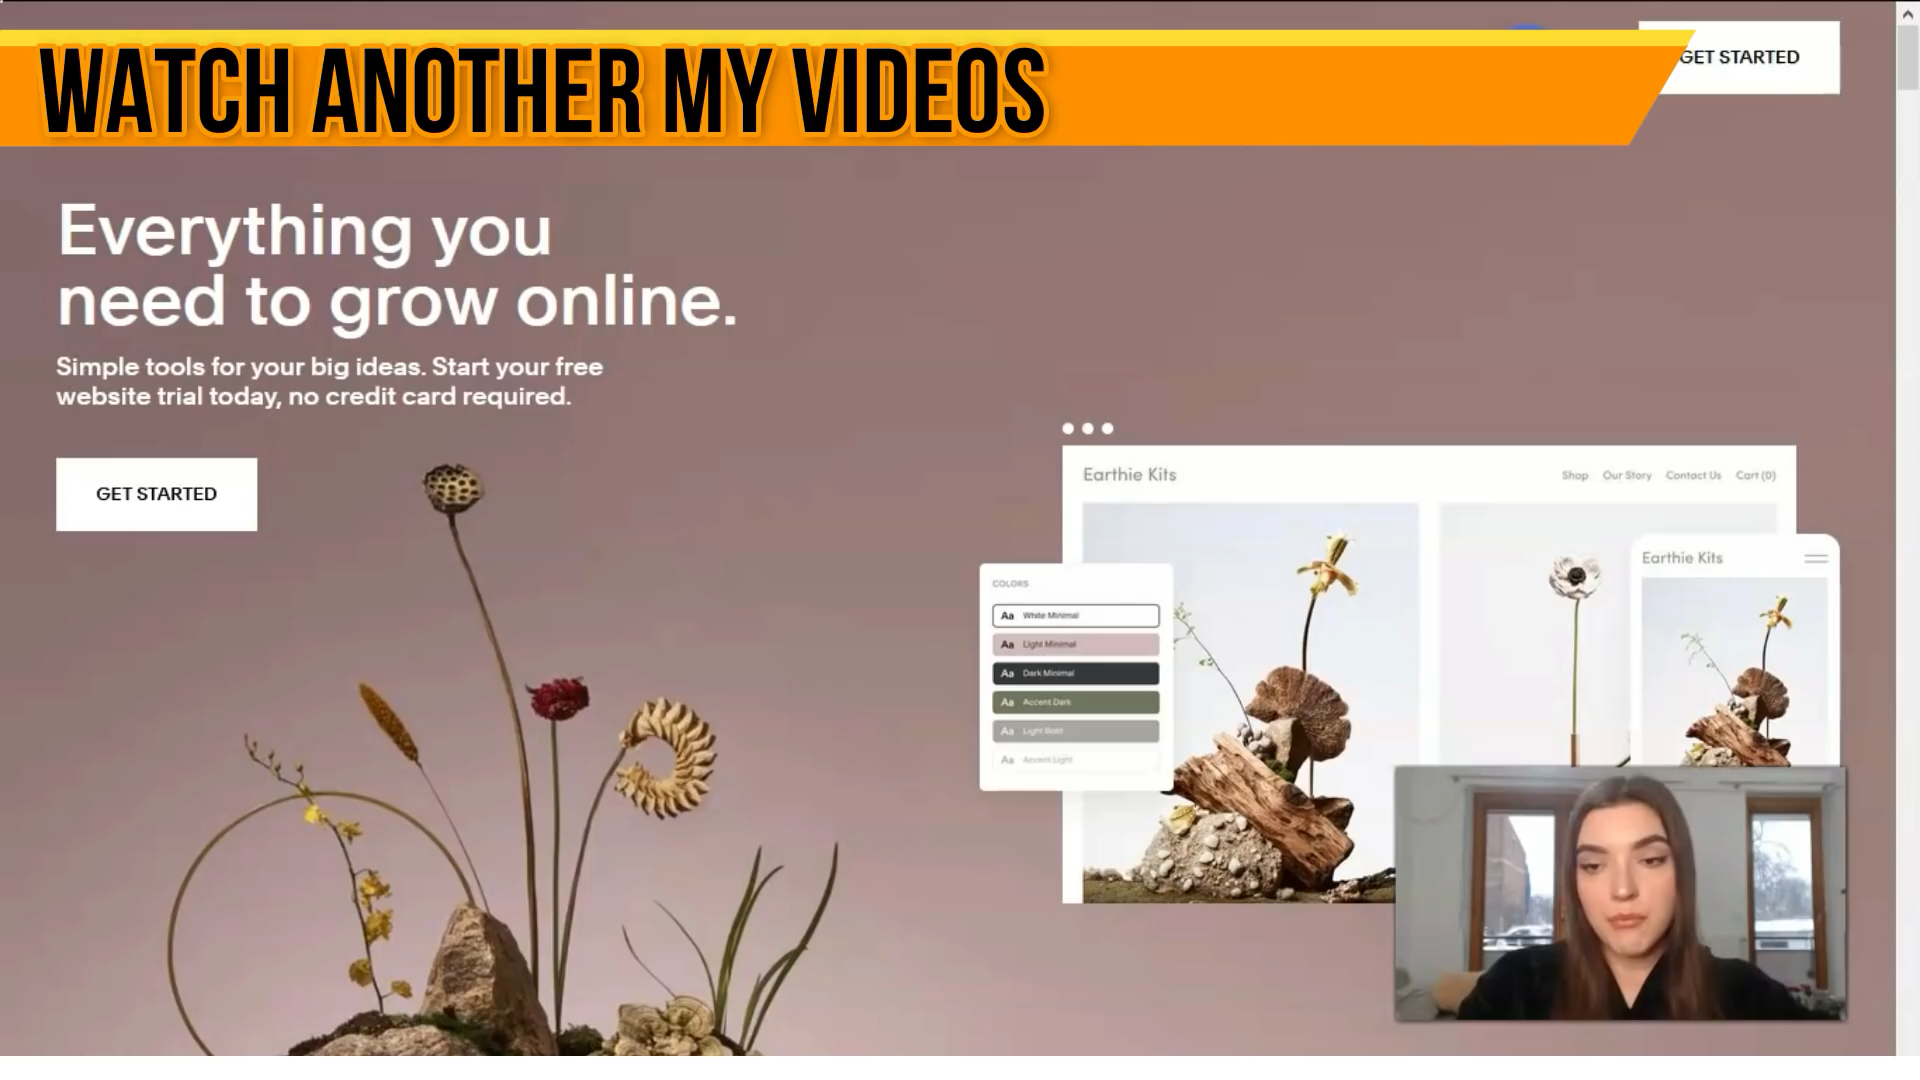 WATCH ANOTHER MY VIDEOS
GET STARTED
Everything you
need to grow online.
Simple tools for your big ideas. Start your free
website trial today, no credit card required.
GET STARTED
Earthie Kits
Shop Our Story Contact Us Cart (0)
Earthie Kits
COLORS
Aa White Minimal
Aa Light Minimal
Aa Dark Minimal
Aa Accent Dark
Aa Light Bold
Aa Accent Light